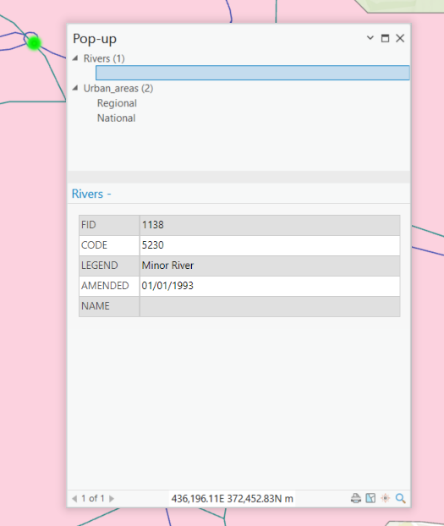 Pop-up
Rivers (1)
Urban_areas (2)
Regional
National
Rivers -
FID 1138
CODE 5230
LEGEND Minor River
AMENDED 01/01/1993
NAME
1 of 1 436,196.11E 372,452.83N m